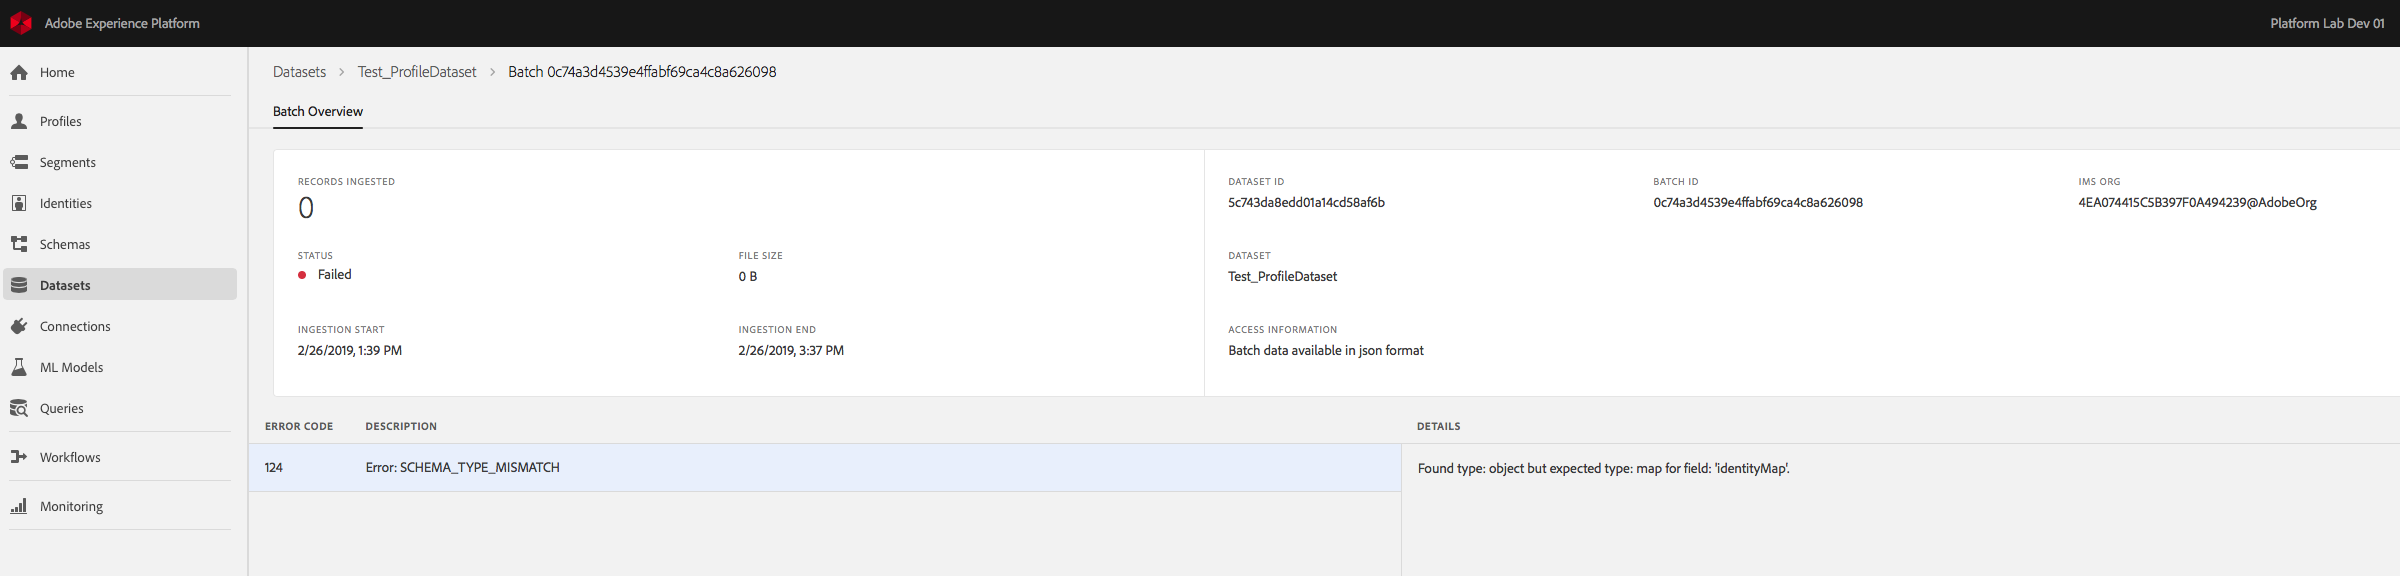 Adobe Experience Platform
Platform Lab Dev 01
Home
Profiles
Segments
Identities
Schemas
Datasets
Connections
ML Models
Queries
Workflows
Monitoring
Datasets > Test_ProfileDataset > Batch 0c74a3d4539e4ffabf69ca4c8a626098
Batch Overview
RECORDS INGESTED
0
STATUS
Failed
FILE SIZE
0 B
INGESTION START
2/26/2019, 1:39 PM
INGESTION END
2/26/2019, 3:37 PM
DATASET ID
5c743da8edd01a14cd58af6b
BATCH ID
0c74a3d4539e4ffabf69ca4c8a626098
IMS ORG
4EA074415C5B397F0A494239@AdobeOrg
DATASET
Test_ProfileDataset
ACCESS INFORMATION
Batch data available in json format
ERROR CODE DESCRIPTION DETAILS
124 Error: SCHEMA_TYPE_MISMATCH Found type: object but expected type: map for field: 'identityMap'.